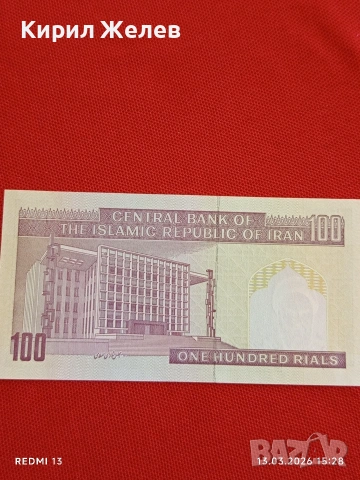 Кирил Желев
CENTRAL BANK OF
THE ISLAMIC REPUBLIC OF IRAN
100
100
ONE HUNDRED RIALS
REDMI 13
13.03.2026 15:28
BAZAR